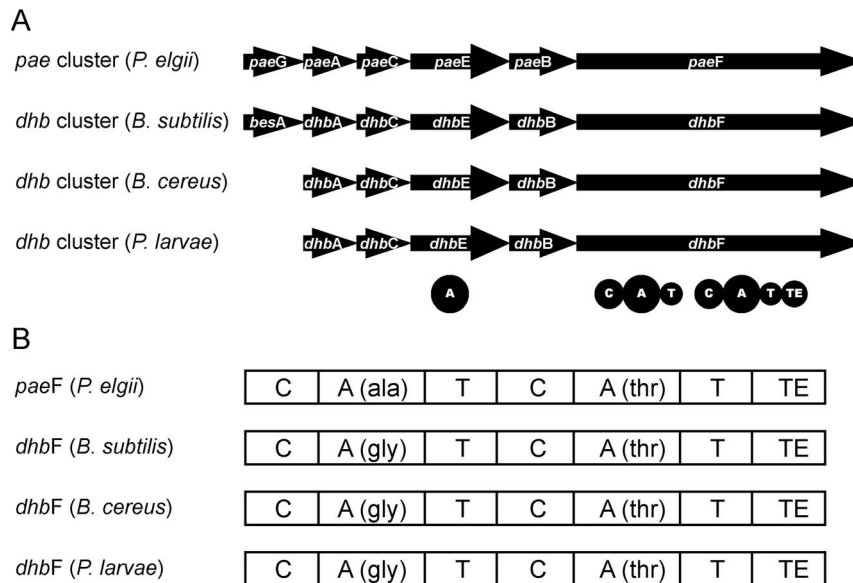 A
pae cluster (P. elgii) paeG paeA paeC paeE paeB paeF
dhb cluster (B. subtilis) besA dhbA dhbC dhbE dhbB dhbF
dhb cluster (B. cereus) dhbA dhbC dhbE dhbB dhbF
dhb cluster (P. larvae) dhbA dhbC dhbE dhbB dhbF
A C A T C A T TE
B
paeF (P. elgii) C A (ala) T C A (thr) T TE
dhbF (B. subtilis) C A (gly) T C A (thr) T TE
dhbF (B. cereus) C A (gly) T C A (thr) T TE
dhbF (P. larvae) C A (gly) T C A (thr) T TE